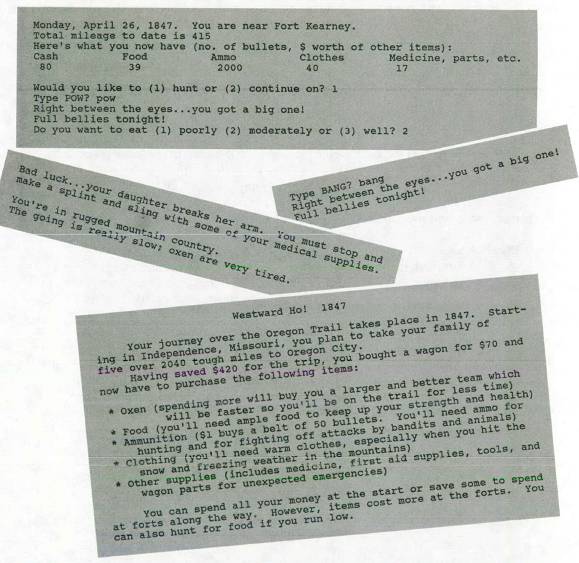 Monday, April 26, 1847.  You are near Fort Kearney.
Total mileage to date is 415
Here's what you now have (no. of bullets, $ worth of other items):
Cash Food Ammo Clothes Medicine, parts, etc.
80 39 2000 40 17
Would you like to (1) hunt or (2) continue on? 1
Type POW? pow
Right between the eyes...you got a big one!
Full bellies tonight!
Do you want to eat (1) poorly (2) moderately or (3) well? 2
Type BANG? bang
Right between the eyes...you got a big one!
Full bellies tonight!
Bad luck...your daughter breaks her arm.  You must stop and
make a splint and sling with some of your medical supplies.
You're in rugged mountain country.
The going is really slow; oxen are very tired.
Westward Ho!  1847
Your journey over the Oregon Trail takes place in 1847.  Start-
ing in Independence, Missouri, you plan to take your family of
five over 2040 tough miles to Oregon City.
Having saved $420 for the trip, you bought a wagon for $70 and
now have to purchase the following items:
* Oxen (spending more will buy you a larger and better team which
will be faster so you'll be on the trail for less time)
* Food (you'll need ample food to keep up your strength and health)
* Ammunition ($1 buys a belt of 50 bullets.  You'll need ammo for
hunting and for fighting off attacks by bandits and animals)
* Clothing (you'll need warm clothes, especially when you hit the
snow and freezing weather in the mountains)
* Other supplies (includes medicine, first aid supplies, tools, and
wagon parts for unexpected emergencies)
You can spend all your money at the start or save some to spend
at forts along the way.  However, items cost more at the forts.  You
can also hunt for food if you run low.